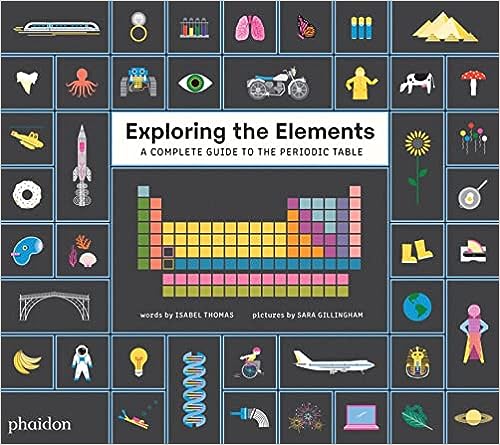 Exploring the Elements
A COMPLETE GUIDE TO THE PERIODIC TABLE
words by ISABEL THOMAS pictures by SARA GILLINGHAM
phaidon